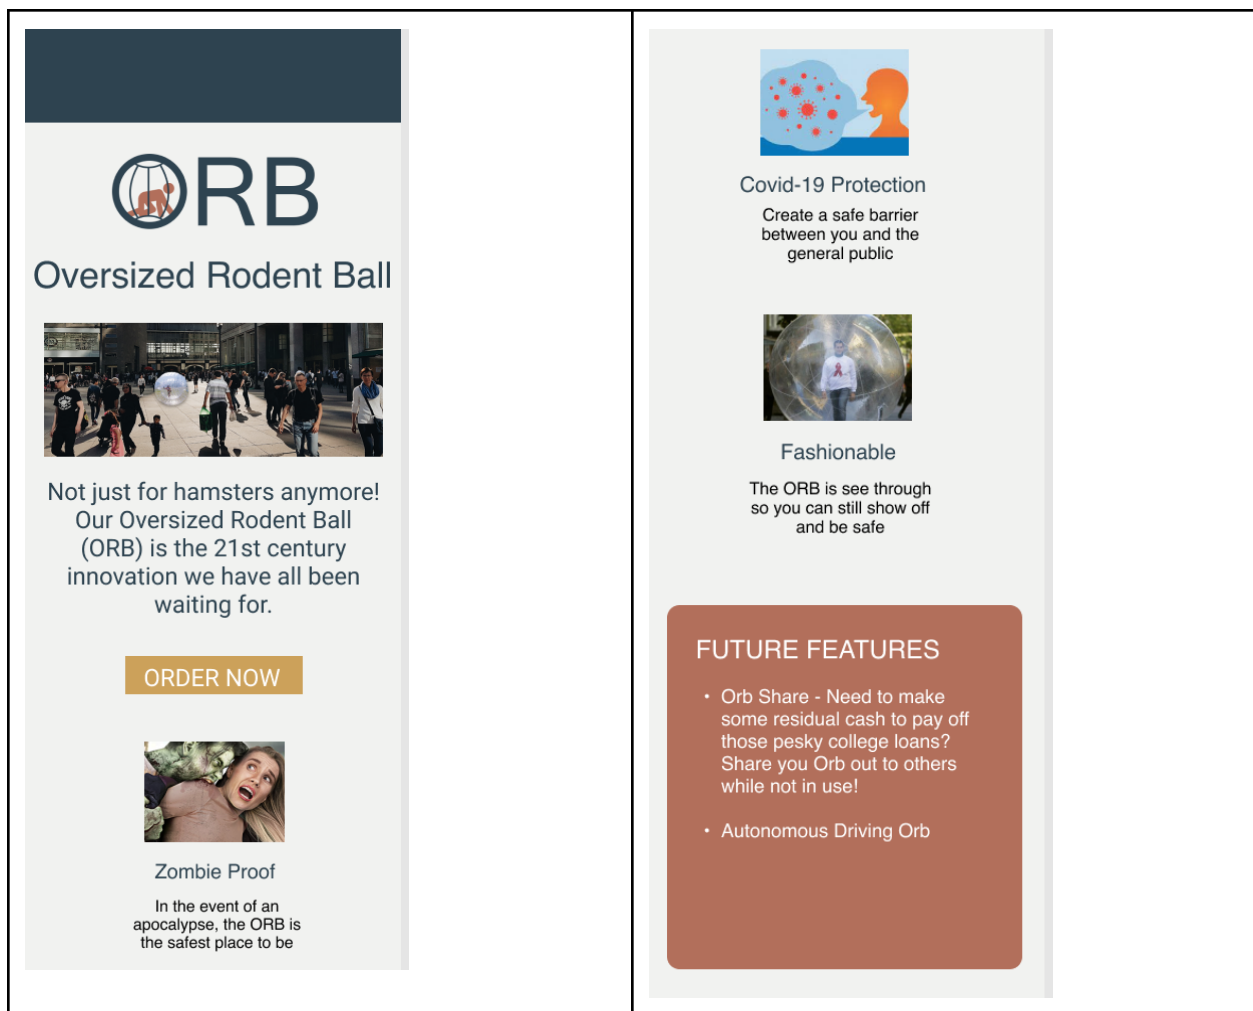 ORB
Oversized Rodent Ball
Not just for hamsters anymore!
Our Oversized Rodent Ball
(ORB) is the 21st century
innovation we have all been
waiting for.
ORDER NOW
Zombie Proof
In the event of an
apocalypse, the ORB is
the safest place to be
Covid-19 Protection
Create a safe barrier
between you and the
general public
Fashionable
The ORB is see through
so you can still show off
and be safe
FUTURE FEATURES
• Orb Share - Need to make
some residual cash to pay off
those pesky college loans?
Share you Orb out to others
while not in use!
• Autonomous Driving Orb